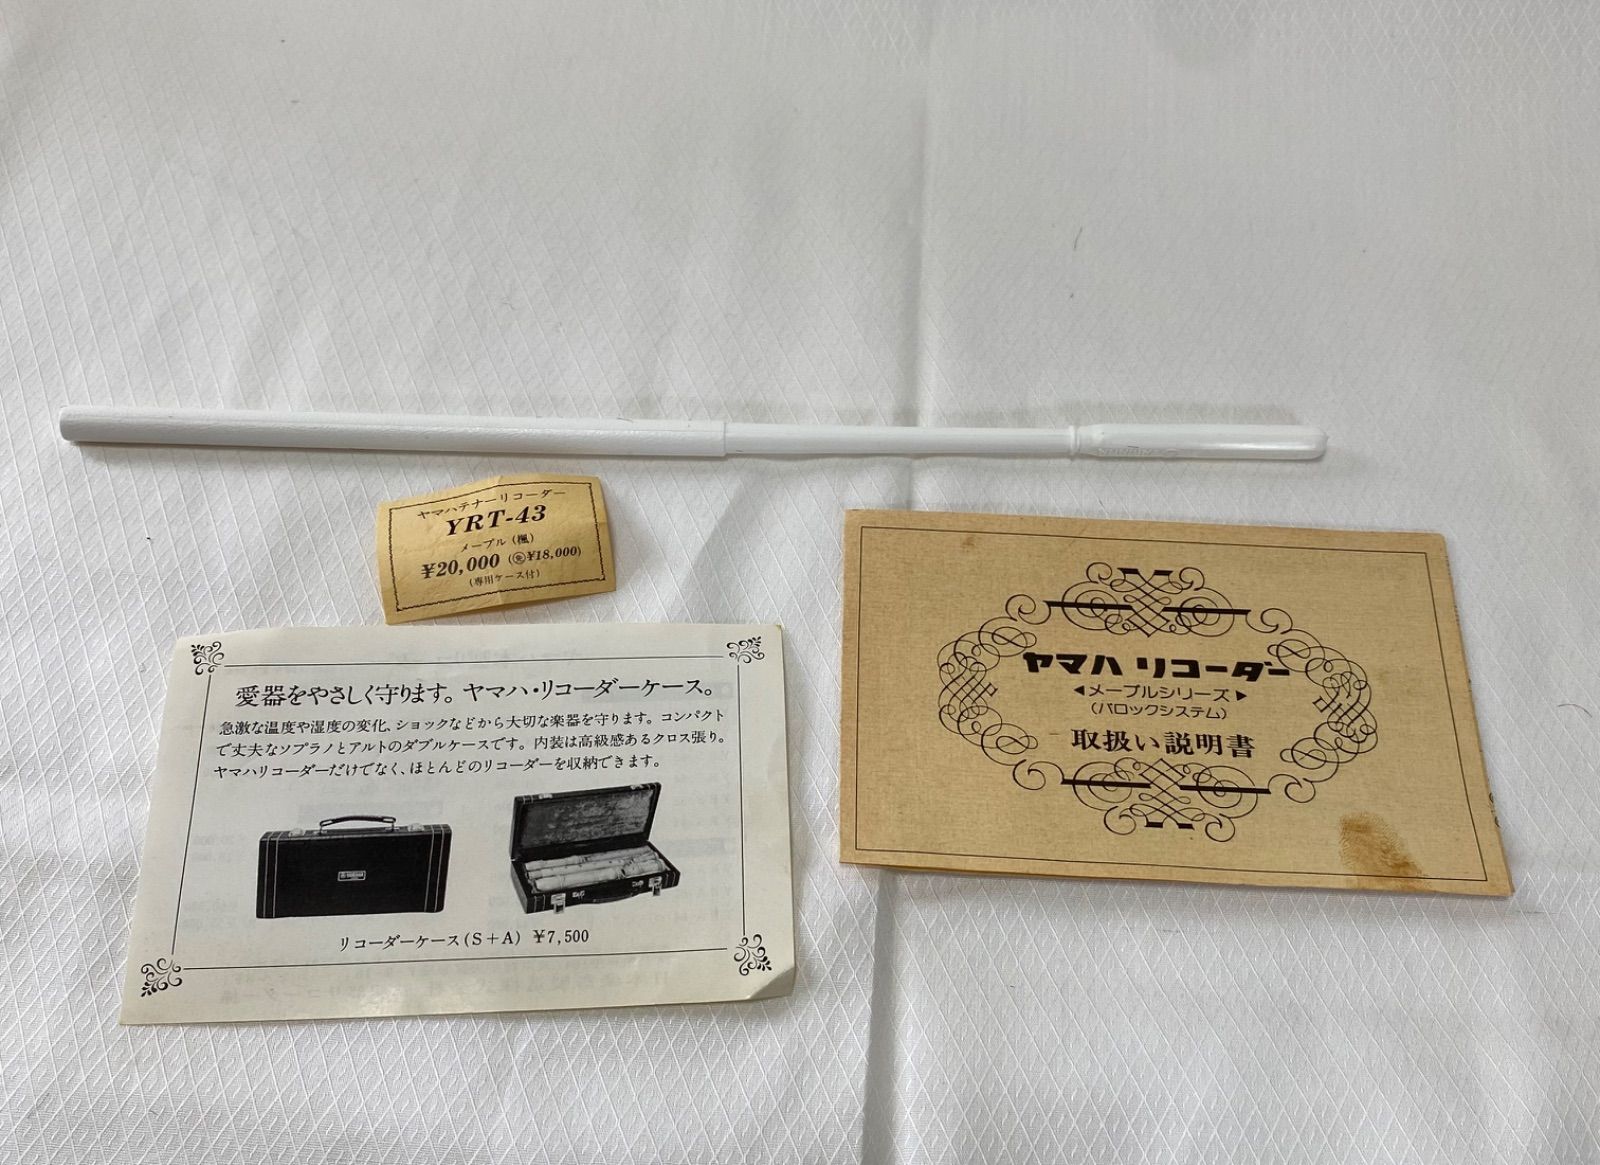 ヤマハテナーリコーダー
YRT-43
メープル(楓)
¥20,000 (¥18,000)
(専用ケース付)
愛器をやさしく守ります。ヤマハ・リコーダーケース。
急激な温度や湿度の変化、ショックなどから大切な楽器を守ります。コンパクト
で丈夫なソプラノとアルトのダブルケースです。内装は高級感あるクロス張り。
ヤマハリコーダーだけでなく、ほとんどのリコーダーを収納できます。
リコーダーケース(S+A) ¥7,500
ヤマハ リコーダー
◀メープルシリーズ▶
(バロックシステム)
取扱い説明書